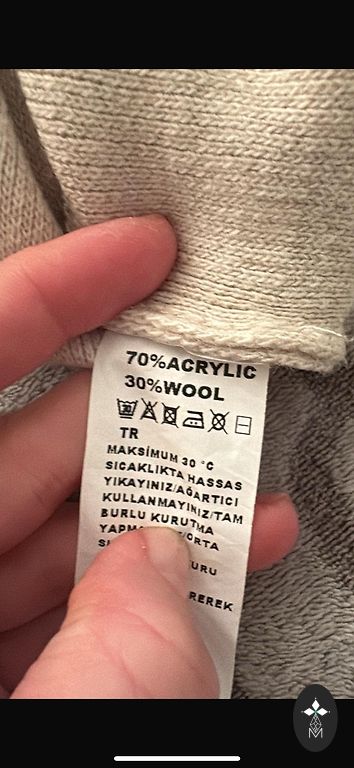 70%ACRYLIC
30%WOOL
TR
MAKSİMUM 30 °C
SICAKLIKTA HASSAS
YIKAYINIZ/AĞARTICI
KULLANMAYINIZ/TAM
BURLU KURUTMA
/ORTA
URU
REREK
M